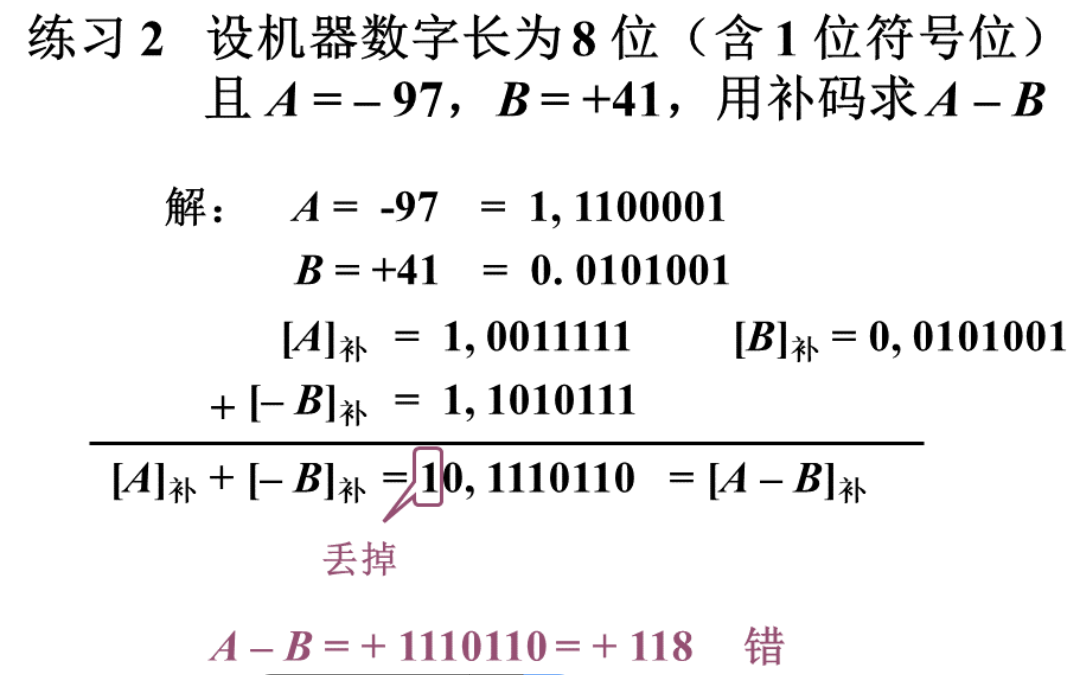 练习 2 设机器数字长为 8 位（含 1 位符号位）
且 A = – 97，B = +41，用补码求 A – B
解： A = -97 = 1, 1100001
B = +41 = 0. 0101001
[A]补 = 1, 0011111 [B]补 = 0, 0101001
+ [– B]补 = 1, 1010111
[A]补 + [– B]补 = 10, 1110110 = [A – B]补
丢掉
A – B = + 1110110 = + 118 错